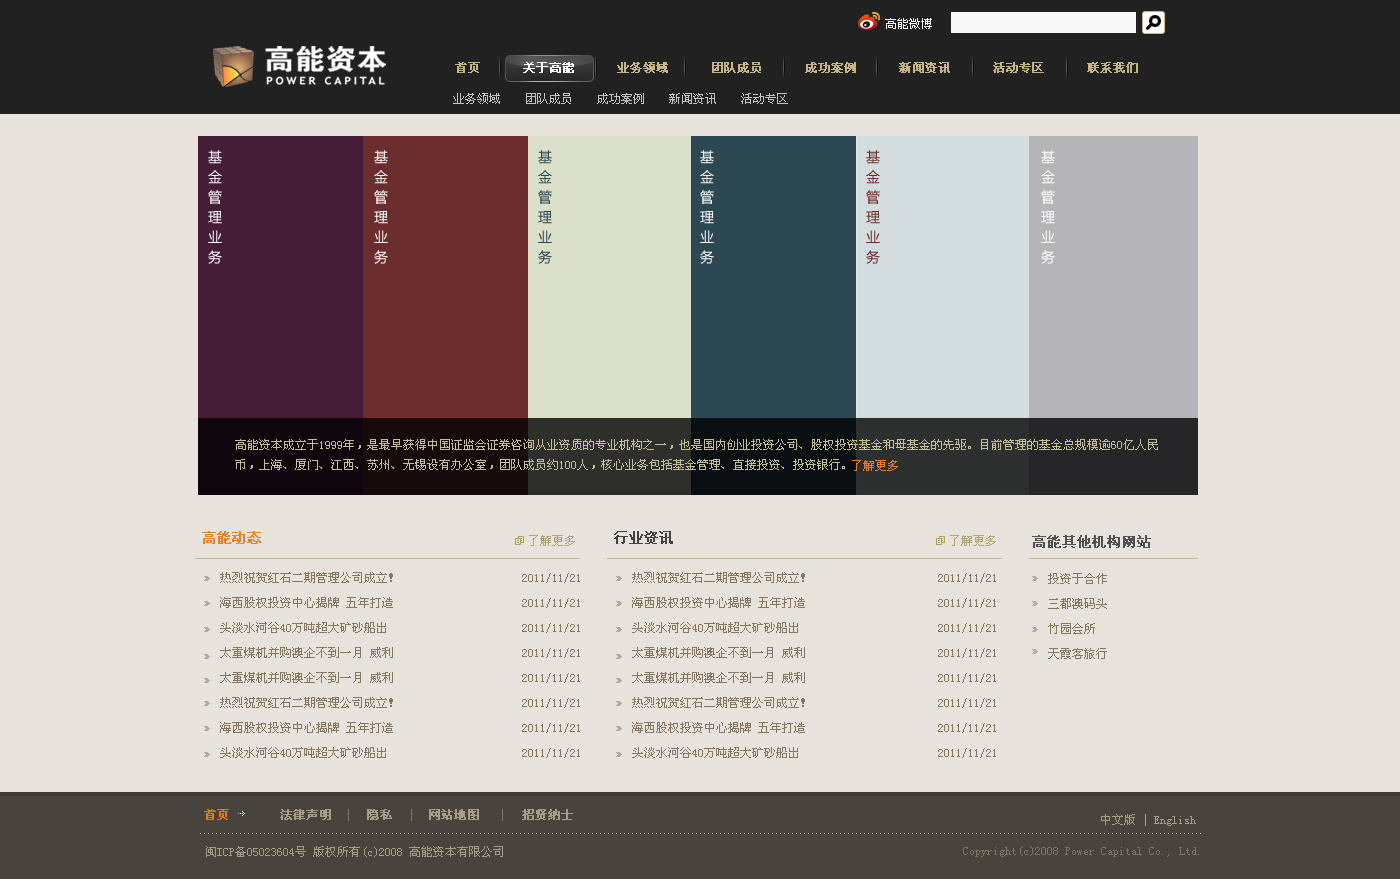 高能微博
高能资本
POWER CAPITAL
首页 关于高能 业务领域 团队成员 成功案例 新闻资讯 活动专区 联系我们
业务领域 团队成员 成功案例 新闻资讯 活动专区
基金管理业务
基金管理业务
基金管理业务
基金管理业务
基金管理业务
基金管理业务
高能资本成立于1999年，是最早获得中国证监会证券咨询从业资质的专业机构之一，也是国内创业投资公司、股权投资基金和母基金的先驱。目前管理的基金总规模逾60亿人民
币，上海、厦门、江西、苏州、无锡设有办公室，团队成员约100人，核心业务包括基金管理、直接投资、投资银行。了解更多
高能动态 了解更多
热烈祝贺红石二期管理公司成立! 2011/11/21
海西股权投资中心揭牌 五年打造 2011/11/21
头淡水河谷40万吨超大矿砂船出 2011/11/21
太重煤机并购澳企不到一月 威利 2011/11/21
太重煤机并购澳企不到一月 威利 2011/11/21
热烈祝贺红石二期管理公司成立! 2011/11/21
海西股权投资中心揭牌 五年打造 2011/11/21
头淡水河谷40万吨超大矿砂船出 2011/11/21
行业资讯 了解更多
热烈祝贺红石二期管理公司成立! 2011/11/21
海西股权投资中心揭牌 五年打造 2011/11/21
头淡水河谷40万吨超大矿砂船出 2011/11/21
太重煤机并购澳企不到一月 威利 2011/11/21
太重煤机并购澳企不到一月 威利 2011/11/21
热烈祝贺红石二期管理公司成立! 2011/11/21
海西股权投资中心揭牌 五年打造 2011/11/21
头淡水河谷40万吨超大矿砂船出 2011/11/21
高能其他机构网站
投资于合作
三都澳码头
竹园会所
天霞客旅行
首页 法律声明 | 隐私 | 网站地图 | 招贤纳士
中文版 | English
闽ICP备05023604号 版权所有(c)2008 高能资本有限公司
Copyright(c)2008 Power Capital Co., Ltd.